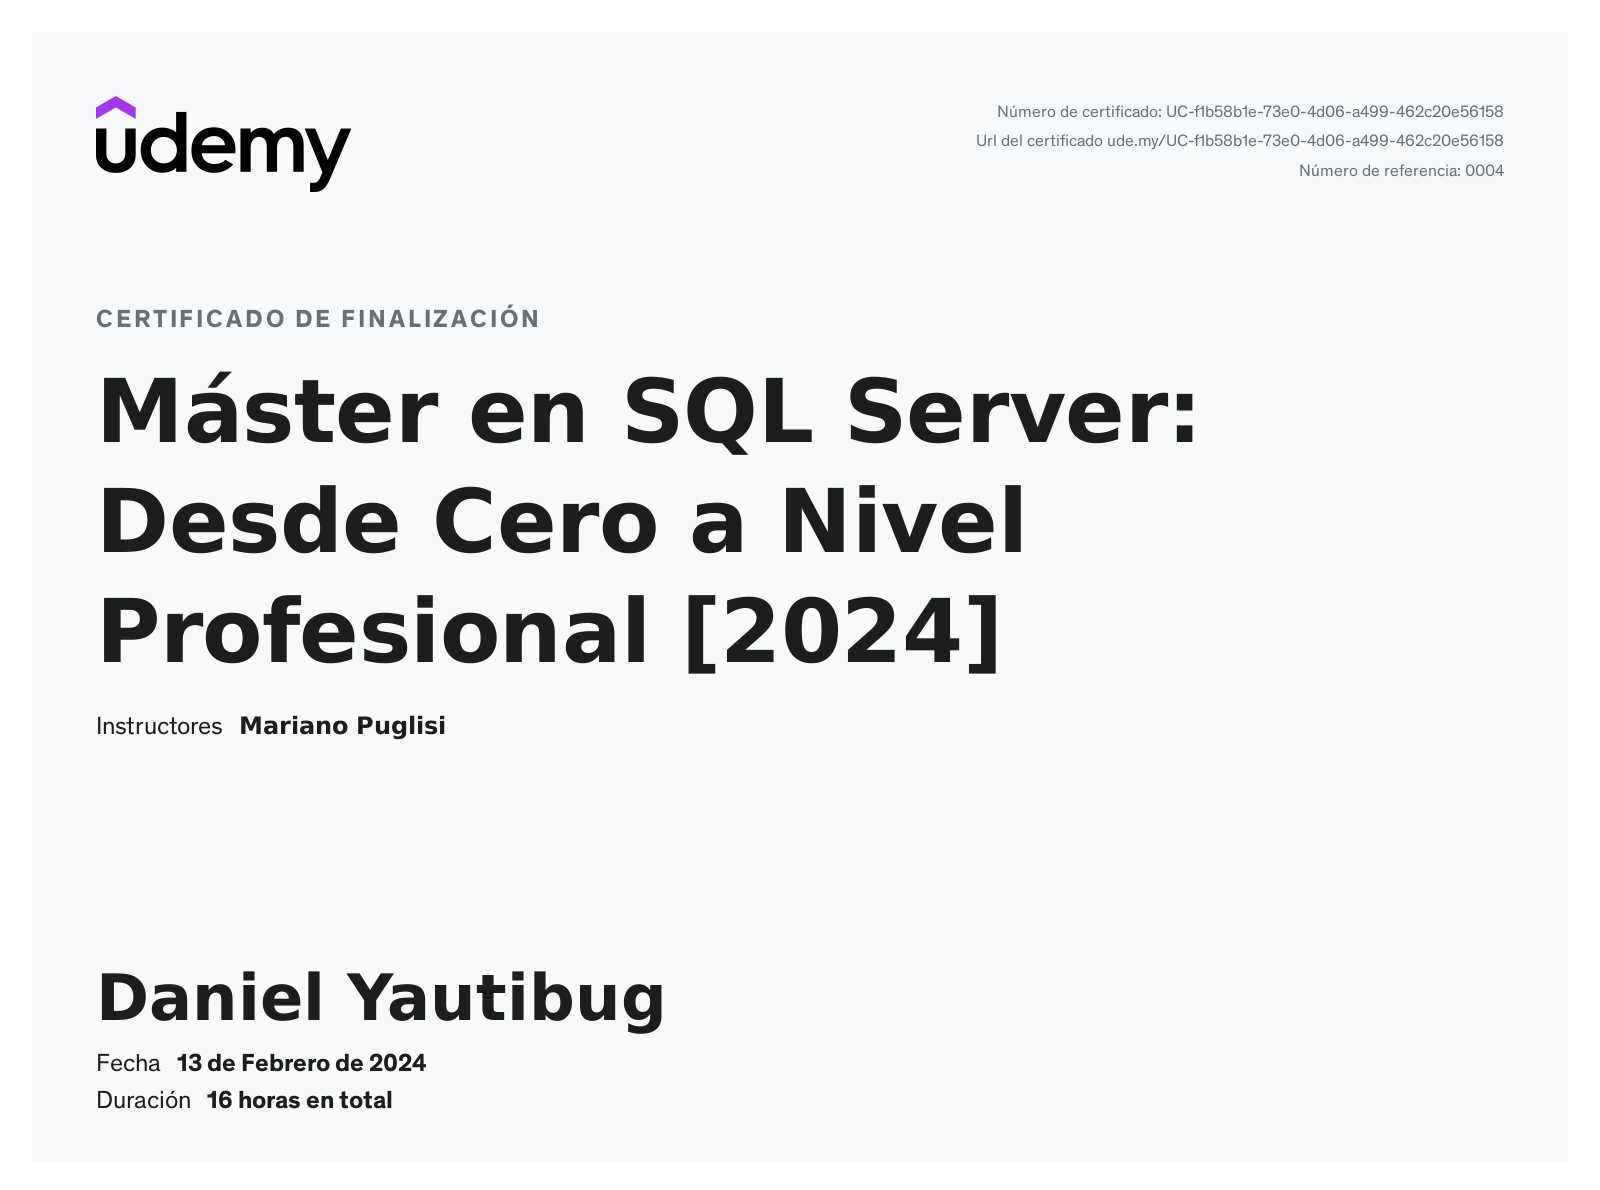 udemy
Número de certificado: UC-f1b58b1e-73e0-4d06-a499-462c20e56158
Url del certificado ude.my/UC-f1b58b1e-73e0-4d06-a499-462c20e56158
Número de referencia: 0004
CERTIFICADO DE FINALIZACIÓN
Máster en SQL Server:
Desde Cero a Nivel
Profesional [2024]
Instructores Mariano Puglisi
Daniel Yautibug
Fecha 13 de Febrero de 2024
Duración 16 horas en total